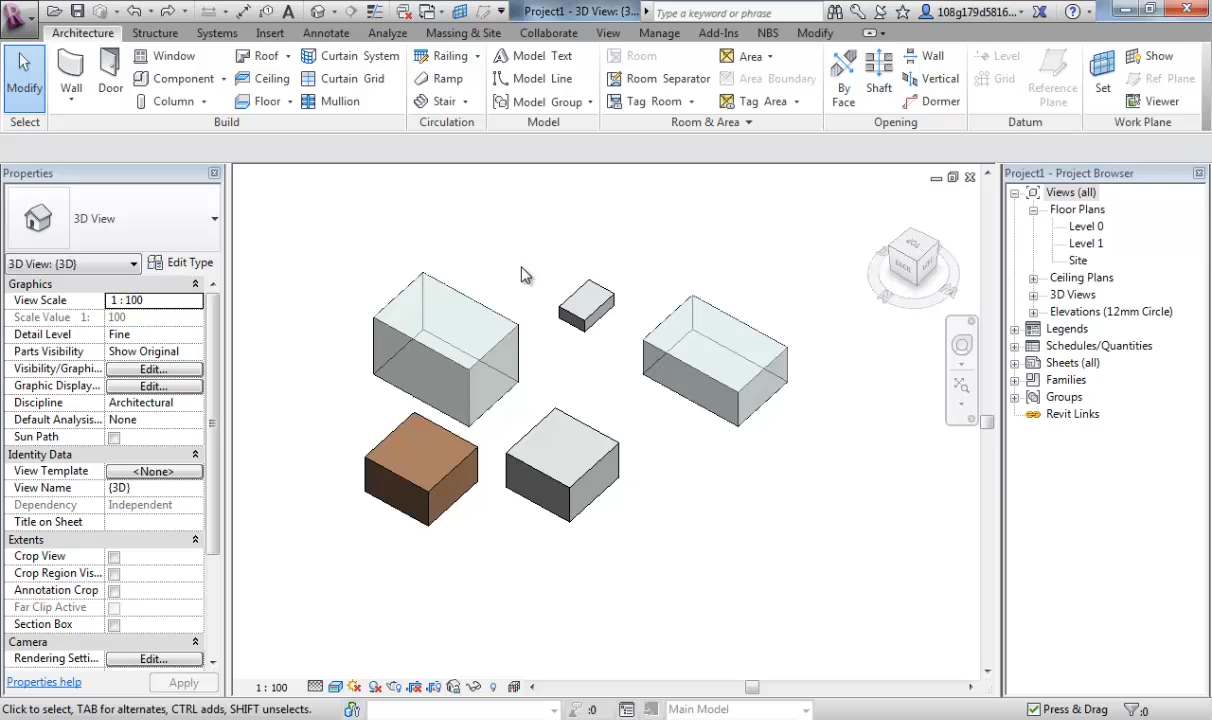 Project1 - 3D View: {3...
Type a keyword or phrase
108g179d5816...
Architecture Structure Systems Insert Annotate Analyze Massing & Site Collaborate View Manage Add-Ins NBS Modify
Modify
Wall
Door
Window
Component
Column
Roof
Ceiling
Floor
Curtain System
Curtain Grid
Mullion
Railing
Ramp
Stair
Model Text
Model Line
Model Group
Room
Room Separator
Tag Room
Area
Area Boundary
Tag Area
By Face
Shaft
Wall
Vertical
Dormer
Level
Grid
Reference Plane
Set
Show
Ref Plane
Viewer
Select Build Circulation Model Room & Area Opening Datum Work Plane
Properties
3D View
3D View: {3D}
Edit Type
Graphics
View Scale 1 : 100
Scale Value 1: 100
Detail Level Fine
Parts Visibility Show Original
Visibility/Graphi... Edit...
Graphic Display... Edit...
Discipline Architectural
Default Analysis... None
Sun Path
Identity Data
View Template <None>
View Name {3D}
Dependency Independent
Title on Sheet
Extents
Crop View
Crop Region Vis...
Annotation Crop
Far Clip Active
Section Box
Camera
Rendering Setti... Edit...
Properties help
Apply
TOP
BACK
1 : 100
Project1 - Project Browser
Views (all)
Floor Plans
Level 0
Level 1
Site
Ceiling Plans
3D Views
Elevations (12mm Circle)
Legends
Schedules/Quantities
Sheets (all)
Families
Groups
Revit Links
Click to select, TAB for alternates, CTRL adds, SHIFT unselects.
:0
Main Model
Press & Drag
:0